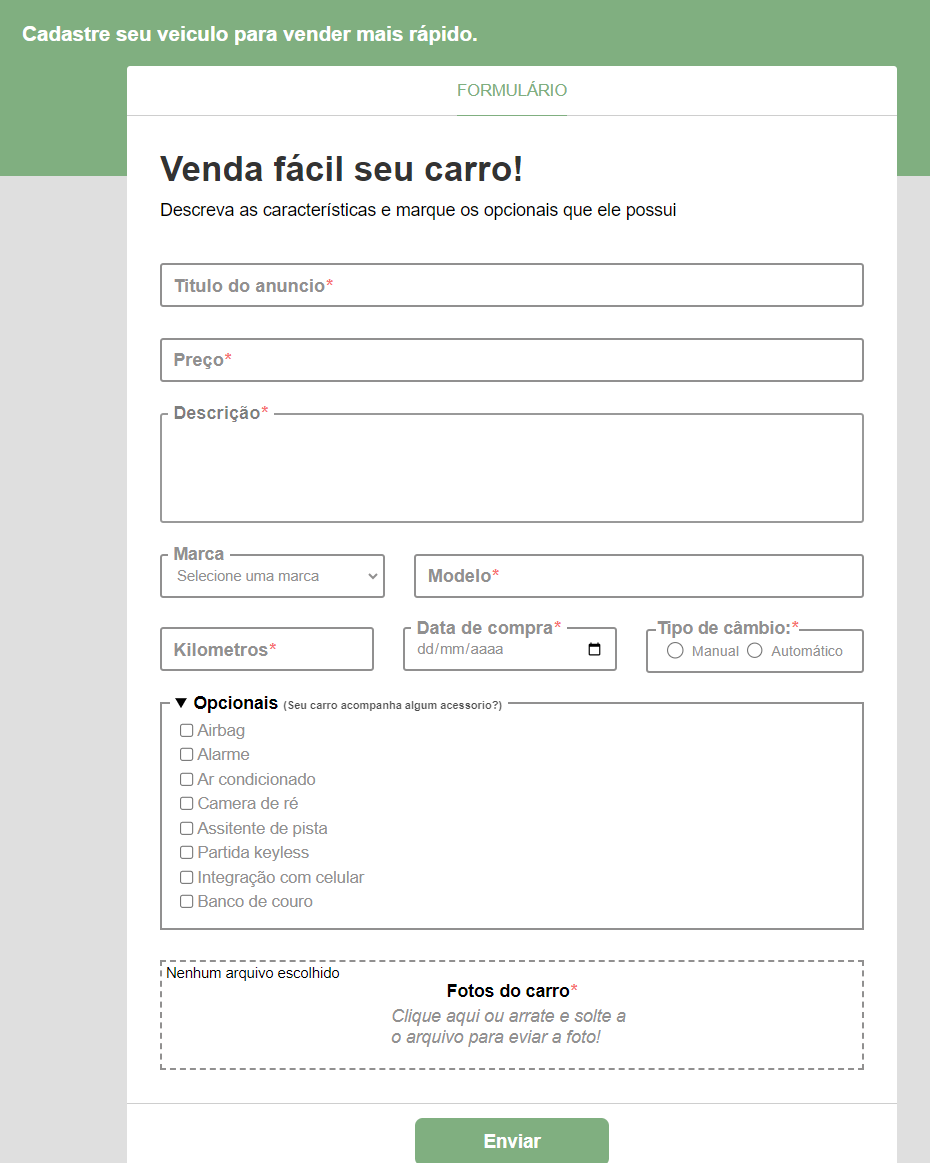 Cadastre seu veiculo para vender mais rápido.
FORMULÁRIO
Venda fácil seu carro!
Descreva as características e marque os opcionais que ele possui
Titulo do anuncio*
Preço*
Descrição*
Marca
Selecione uma marca
Modelo*
Kilometros*
Data de compra*
dd/mm/aaaa
Tipo de câmbio:*
Manual Automático
Opcionais (Seu carro acompanha algum acessorio?)
Airbag
Alarme
Ar condicionado
Camera de ré
Assitente de pista
Partida keyless
Integração com celular
Banco de couro
Nenhum arquivo escolhido
Fotos do carro*
Clique aqui ou arrate e solte a
o arquivo para eviar a foto!
Enviar